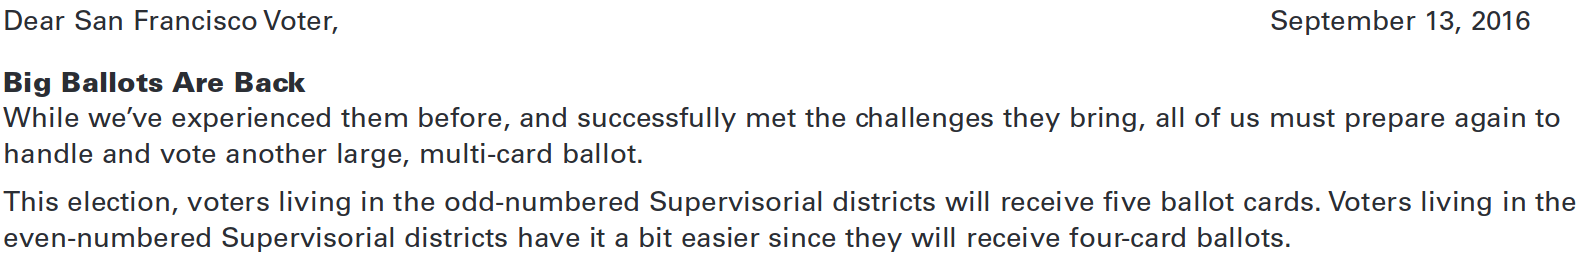 Dear San Francisco Voter, September 13, 2016
Big Ballots Are Back
While we’ve experienced them before, and successfully met the challenges they bring, all of us must prepare again to
handle and vote another large, multi-card ballot.
This election, voters living in the odd-numbered Supervisorial districts will receive five ballot cards. Voters living in the
even-numbered Supervisorial districts have it a bit easier since they will receive four-card ballots.